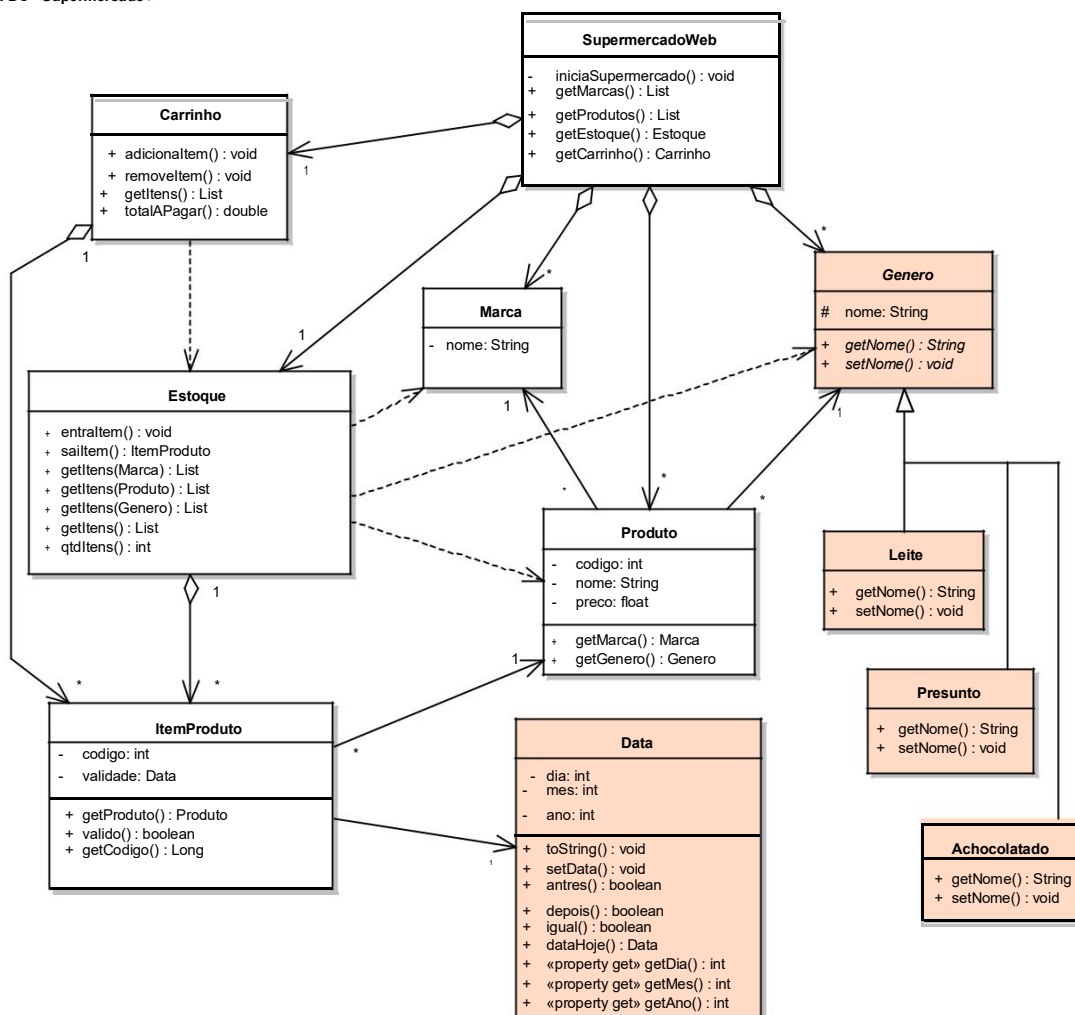 SupermercadoWeb
- iniciaSupermercado() : void
+ getMarcas() : List
+ getProdutos() : List
+ getEstoque() : Estoque
+ getCarrinho() : Carrinho
Carrinho
+ adicionaItem() : void
+ removeItem() : void
+ getItens() : List
+ totalAPagar() : double
1
1
*
*
Genero
# nome: String
+ getNome() : String
+ setNome() : void
Marca
- nome: String
1
1
1
Estoque
+ entraItem() : void
+ saiItem() : ItemProduto
+ getItens(Marca) : List
+ getItens(Produto) : List
+ getItens(Genero) : List
+ getItens() : List
+ qtdItens() : int
1
*
*
*
Produto
- codigo: int
- nome: String
- preco: float
+ getMarca() : Marca
+ getGenero() : Genero
1
Leite
+ getNome() : String
+ setNome() : void
Presunto
+ getNome() : String
+ setNome() : void
*
*
ItemProduto
- codigo: int
- validade: Data
+ getProduto() : Produto
+ valido() : boolean
+ getCodigo() : Long
*
1
Data
- dia: int
- mes: int
- ano: int
+ toString() : void
+ setData() : void
+ antres() : boolean
+ depois() : boolean
+ igual() : boolean
+ dataHoje() : Data
+ «property get» getDia() : int
+ «property get» getMes() : int
+ «property get» getAno() : int
Achocolatado
+ getNome() : String
+ setNome() : void